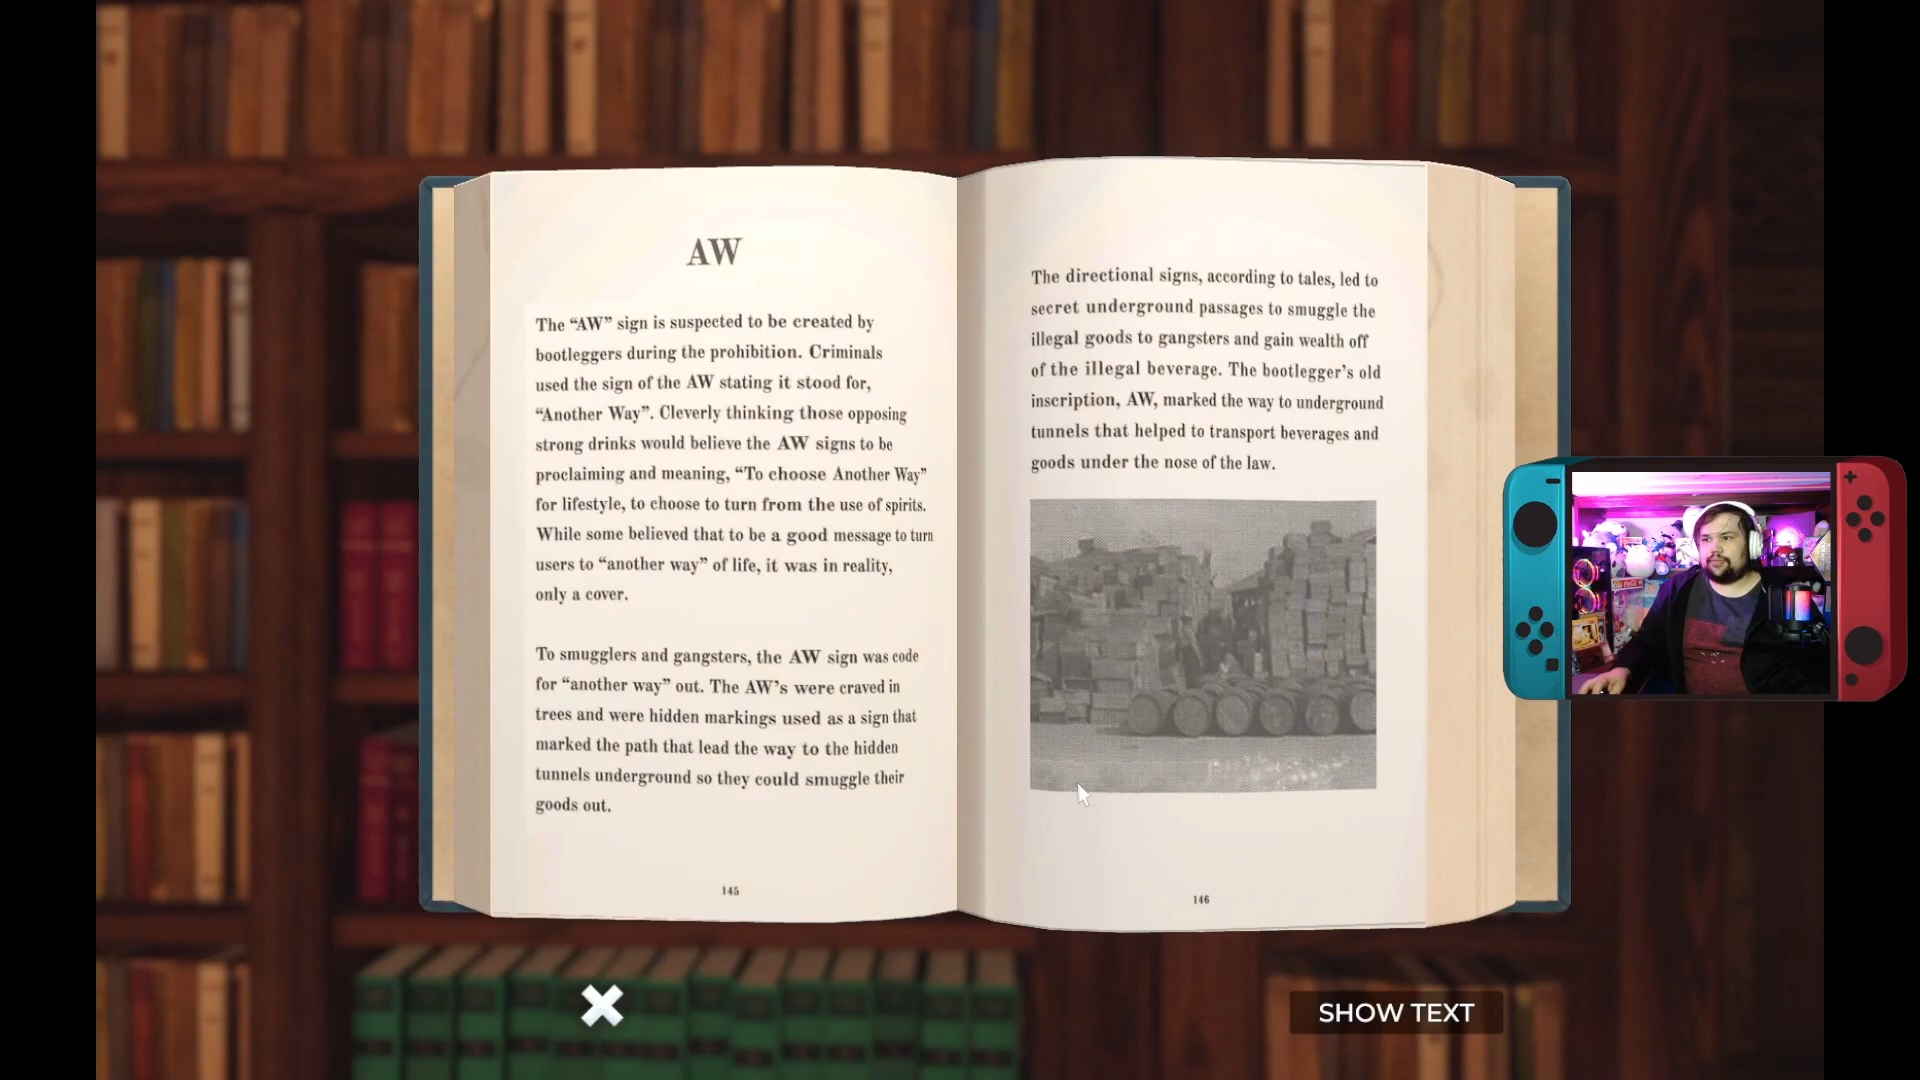 AW
The “AW” sign is suspected to be created by
bootleggers during the prohibition. Criminals
used the sign of the AW stating it stood for,
“Another Way”. Cleverly thinking those opposing
strong drinks would believe the AW signs to be
proclaiming and meaning, “To choose Another Way”
for lifestyle, to choose to turn from the use of spirits.
While some believed that to be a good message to turn
users to “another way” of life, it was in reality,
only a cover.
To smugglers and gangsters, the AW sign was code
for “another way” out. The AW’s were craved in
trees and were hidden markings used as a sign that
marked the path that lead the way to the hidden
tunnels underground so they could smuggle their
goods out.
145
The directional signs, according to tales, led to
secret underground passages to smuggle the
illegal goods to gangsters and gain wealth off
of the illegal beverage. The bootlegger’s old
inscription, AW, marked the way to underground
tunnels that helped to transport beverages and
goods under the nose of the law.
146
SHOW TEXT